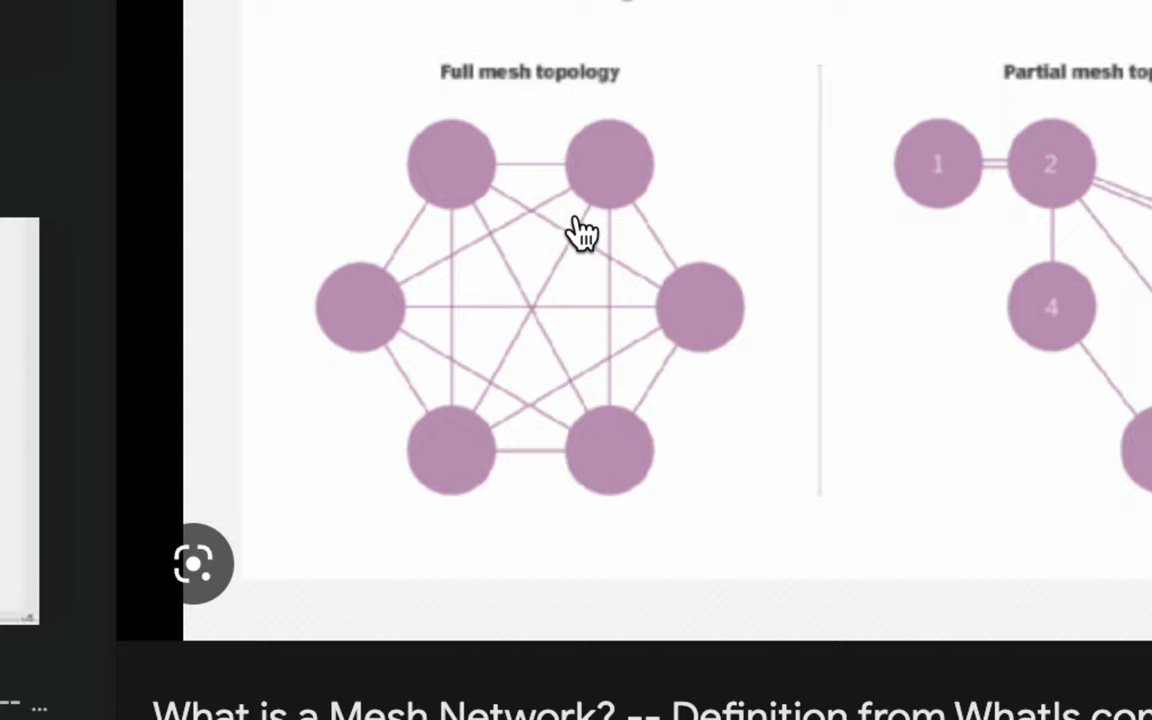 Full mesh topology
Partial mesh top
1
2
4
What is a Mesh Network? -- Definition from WhatIs.com
-- ...